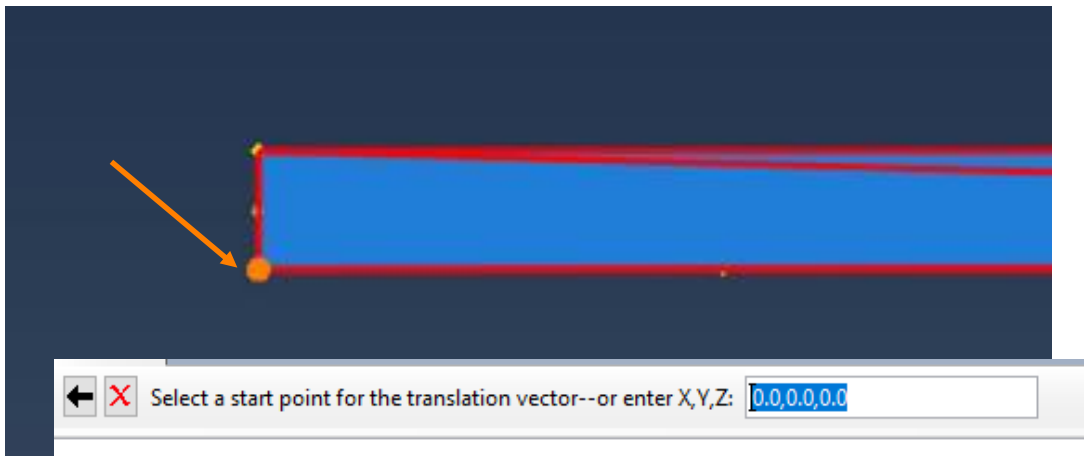 Select a start point for the translation vector--or enter X,Y,Z: 0.0,0.0,0.0